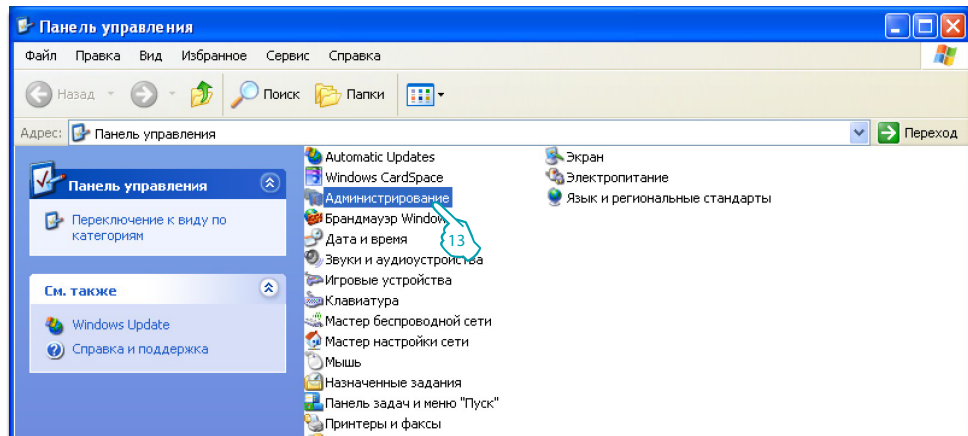 Панель управления
Файл Правка Вид Избранное Сервис Справка
Назад Поиск Папки
Адрес: Панель управления Переход
Панель управления
Переключение к виду по
категориям
См. также
Windows Update
Справка и поддержка
Automatic Updates
Windows CardSpace
Администрирование
Брандмауэр Window
Дата и время
Звуки и аудиоустройства
Игровые устройства
Клавиатура
Мастер беспроводной сети
Мастер настройки сети
Мышь
Назначенные задания
Панель задач и меню "Пуск"
Принтеры и факсы
Экран
Электропитание
Язык и региональные стандарты
13